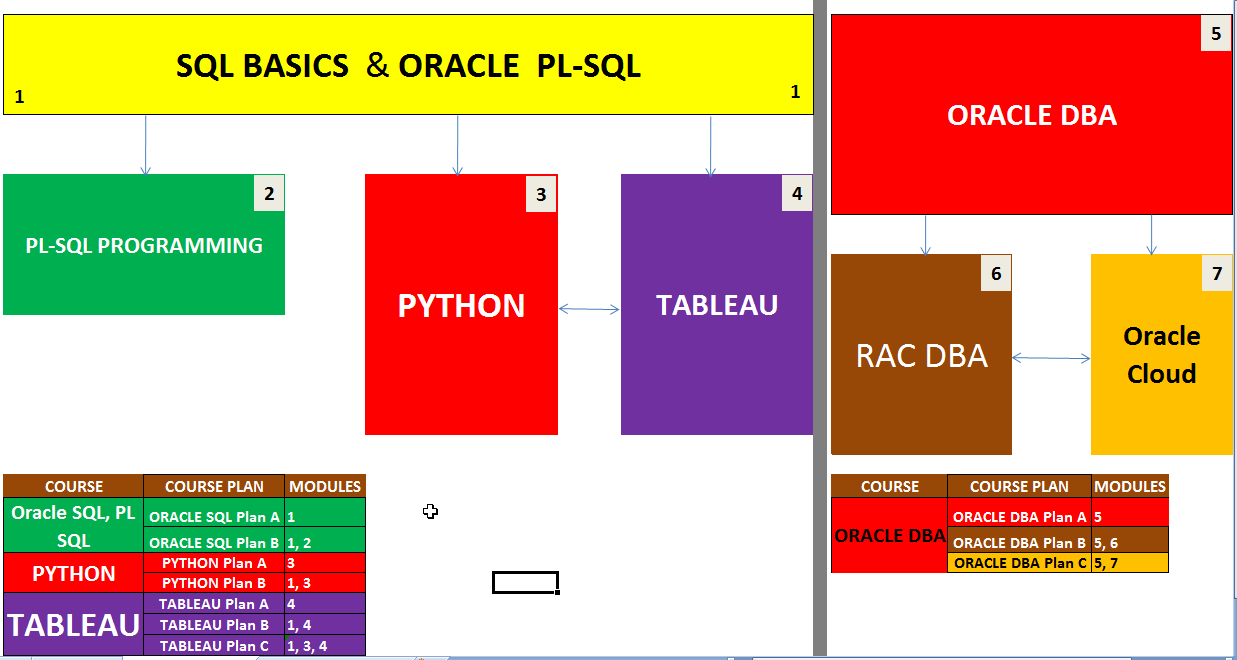 SQL BASICS & ORACLE PL-SQL
1
1
5
ORACLE DBA
2
PL-SQL PROGRAMMING
3
PYTHON
4
TABLEAU
6
RAC DBA
7
Oracle
Cloud
COURSE COURSE PLAN MODULES
Oracle SQL, PL
SQL
ORACLE SQL Plan A 1
ORACLE SQL Plan B 1, 2
PYTHON
PYTHON Plan A 3
PYTHON Plan B 1, 3
TABLEAU
TABLEAU Plan A 4
TABLEAU Plan B 1, 4
TABLEAU Plan C 1, 3, 4
COURSE COURSE PLAN MODULES
ORACLE DBA
ORACLE DBA Plan A 5
ORACLE DBA Plan B 5, 6
ORACLE DBA Plan C 5, 7